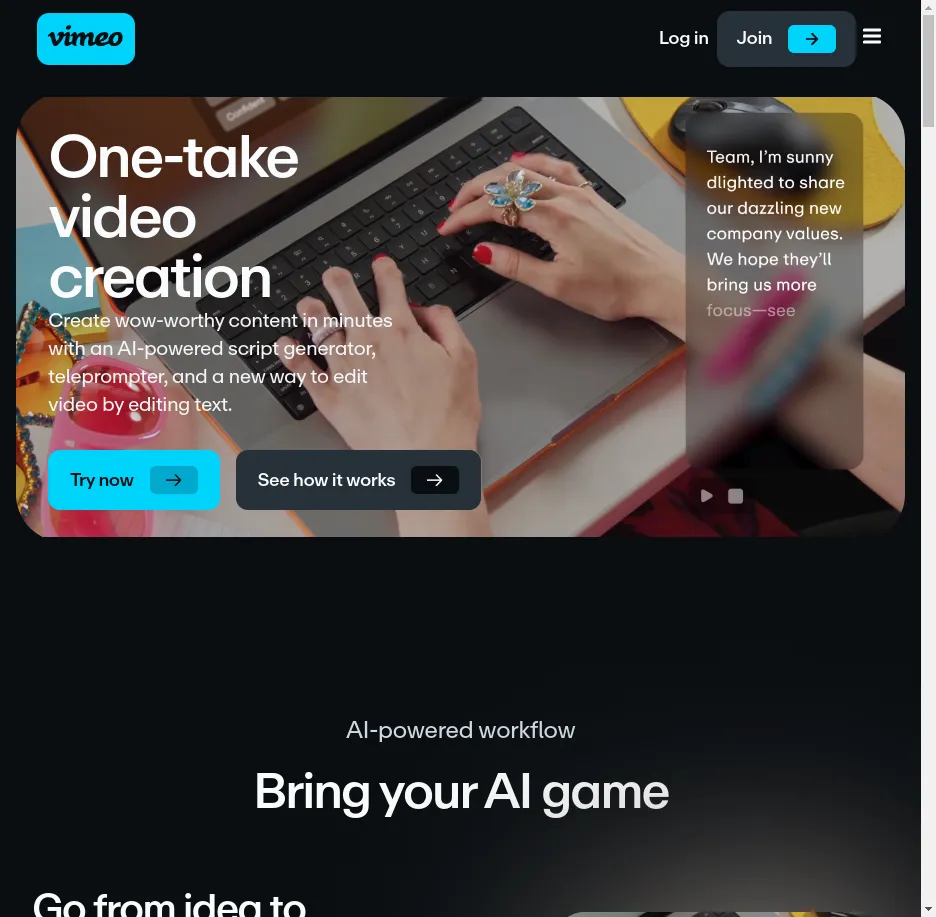 vimeo
Log in
Join
Confident
One-take
video
creation
Create wow-worthy content in minutes
with an AI-powered script generator,
teleprompter, and a new way to edit
video by editing text.
Try now
See how it works
Team, I'm sunny
dlighted to share
our dazzling new
company values.
We hope they'll
bring us more
focus—see
AI-powered workflow
Bring your AI game
Go from idea to